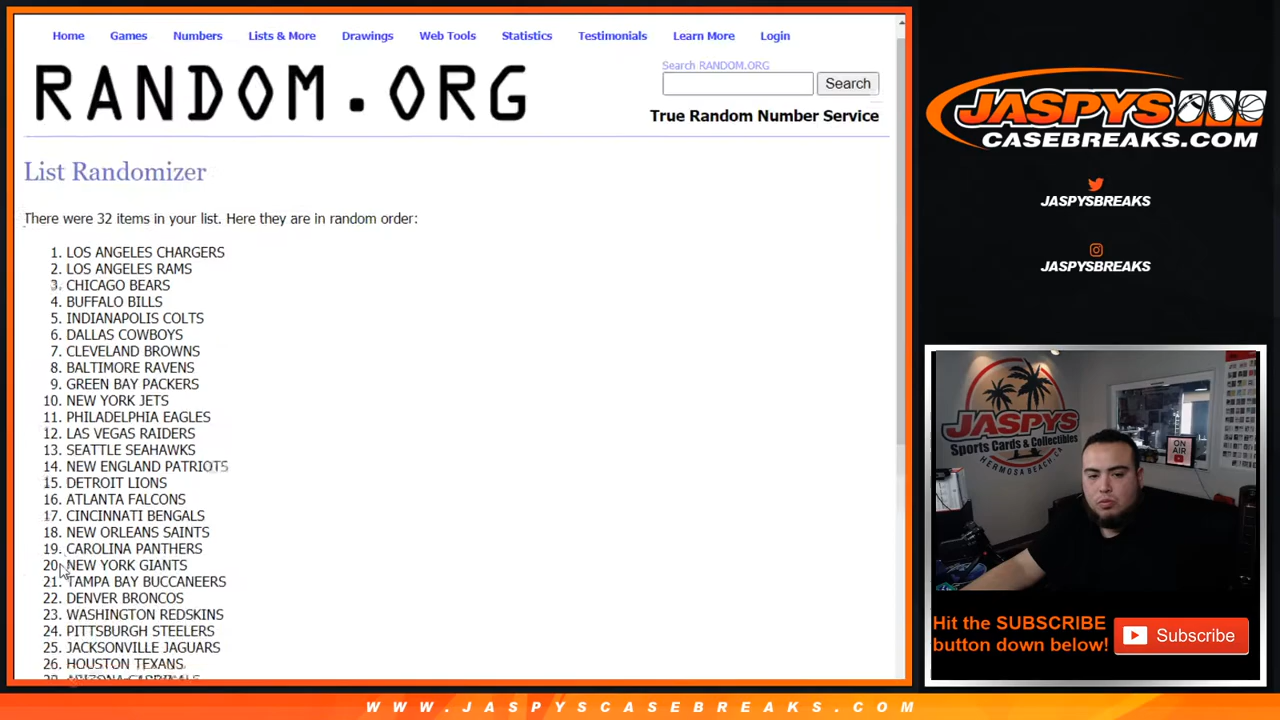 Home Games Numbers Lists & More Drawings Web Tools Statistics Testimonials Learn More Login
RANDOM.ORG
Search RANDOM.ORG
Search
True Random Number Service
List Randomizer
There were 32 items in your list. Here they are in random order:
1. LOS ANGELES CHARGERS
2. LOS ANGELES RAMS
3. CHICAGO BEARS
4. BUFFALO BILLS
5. INDIANAPOLIS COLTS
6. DALLAS COWBOYS
7. CLEVELAND BROWNS
8. BALTIMORE RAVENS
9. GREEN BAY PACKERS
10. NEW YORK JETS
11. PHILADELPHIA EAGLES
12. LAS VEGAS RAIDERS
13. SEATTLE SEAHAWKS
14. NEW ENGLAND PATRIOTS
15. DETROIT LIONS
16. ATLANTA FALCONS
17. CINCINNATI BENGALS
18. NEW ORLEANS SAINTS
19. CAROLINA PANTHERS
20. NEW YORK GIANTS
21. TAMPA BAY BUCCANEERS
22. DENVER BRONCOS
23. WASHINGTON REDSKINS
24. PITTSBURGH STEELERS
25. JACKSONVILLE JAGUARS
26. HOUSTON TEXANS
JASPYS
CASEBREAKS.COM
JASPYSBREAKS
JASPYSBREAKS
JASPYS
Sports Cards & Collectibles
HERMOSA BEACH, CA
ON AIR
Hit the SUBSCRIBE
button down below!
Subscribe
WWW.JASPYSCASEBREAKS.COM